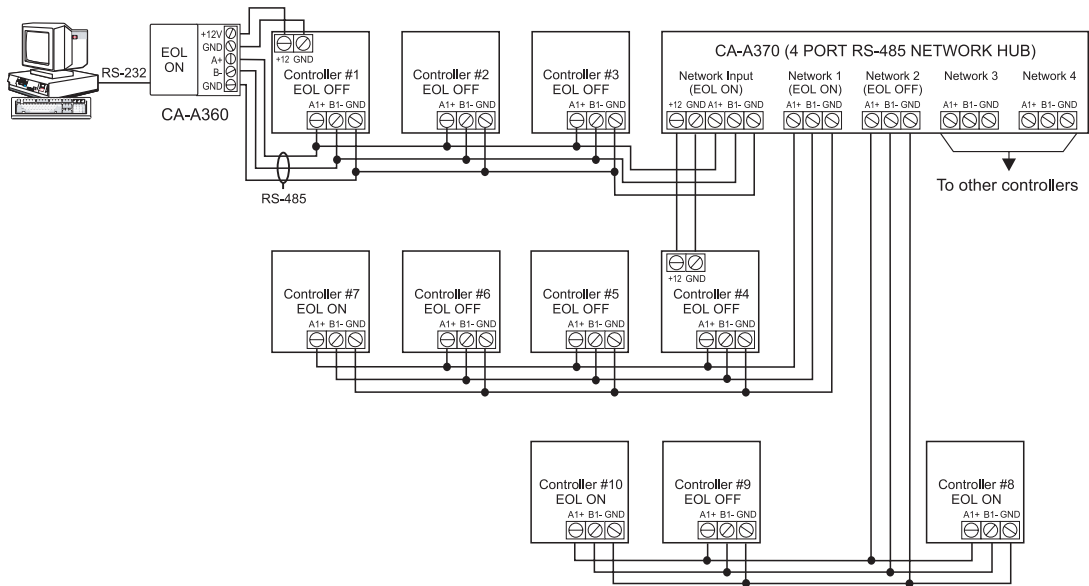 RS-232
EOL
ON
+12V
GND
A+
B-
GND
CA-A360
RS-485
+12 GND
Controller #1
EOL OFF
A1+ B1- GND
Controller #2
EOL OFF
A1+ B1- GND
Controller #3
EOL OFF
A1+ B1- GND
CA-A370 (4 PORT RS-485 NETWORK HUB)
Network Input
(EOL ON)
+12 GND A1+ B1- GND
Network 1
(EOL ON)
A1+ B1- GND
Network 2
(EOL OFF)
A1+ B1- GND
Network 3
A1+ B1- GND
Network 4
A1+ B1- GND
To other controllers
Controller #7
EOL ON
A1+ B1- GND
Controller #6
EOL OFF
A1+ B1- GND
Controller #5
EOL OFF
A1+ B1- GND
+12 GND
Controller #4
EOL OFF
A1+ B1- GND
Controller #10
EOL ON
A1+ B1- GND
Controller #9
EOL OFF
A1+ B1- GND
Controller #8
EOL ON
A1+ B1- GND